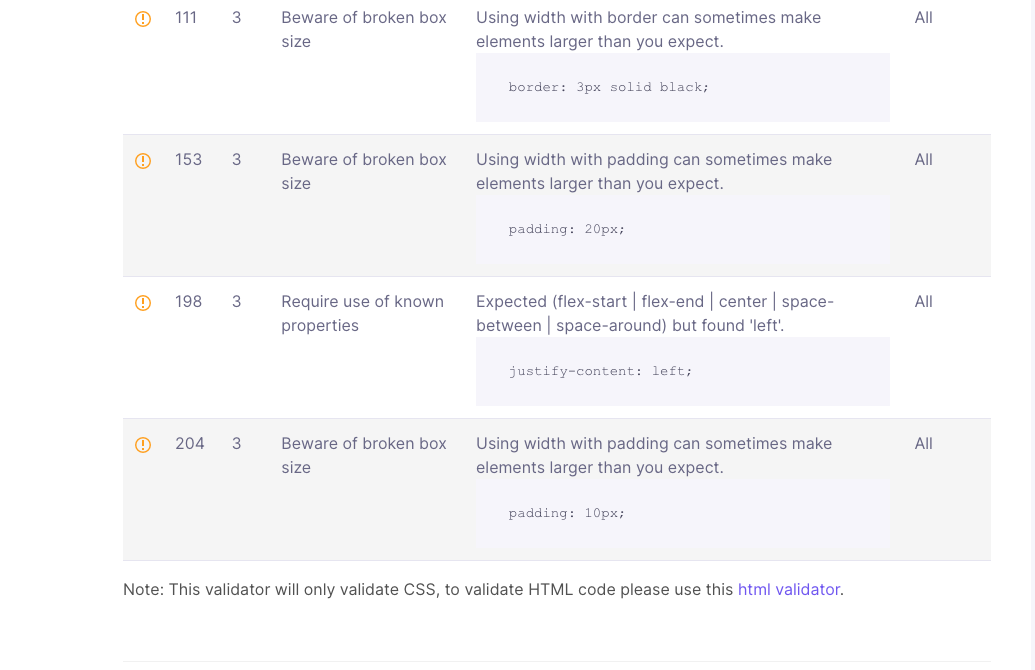 111 3 Beware of broken box Using width with border can sometimes make All
size elements larger than you expect.
border: 3px solid black;
153 3 Beware of broken box Using width with padding can sometimes make All
size elements larger than you expect.
padding: 20px;
198 3 Require use of known Expected (flex-start | flex-end | center | space- All
properties between | space-around) but found 'left'.
justify-content: left;
204 3 Beware of broken box Using width with padding can sometimes make All
size elements larger than you expect.
padding: 10px;
Note: This validator will only validate CSS, to validate HTML code please use this html validator.